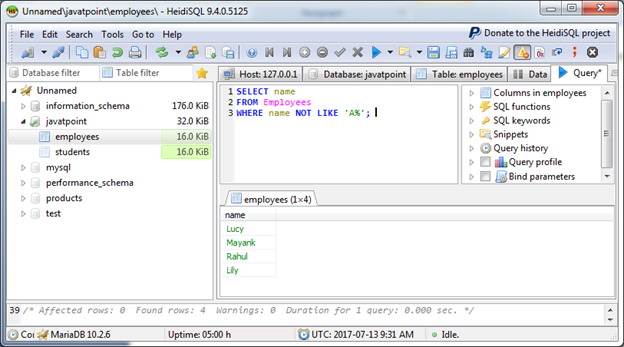 Unnamed\javatpoint\employees\ - HeidiSQL 9.4.0.5125
File Edit Search Tools Go to Help
Donate to the HeidiSQL project
Database filter
Table filter
Host: 127.0.0.1
Database: javatpoint
Table: employees
Data
Query*
Unnamed
information_schema 176.0 KiB
javatpoint 32.0 KiB
employees 16.0 KiB
students 16.0 KiB
mysql
performance_schema
products
test
1 SELECT name
2 FROM Employees
3 WHERE name NOT LIKE 'A%';
Columns in employees
SQL functions
SQL keywords
Snippets
Query history
Query profile
Bind parameters
employees (1×4)
name
Lucy
Mayank
Rahul
Lily
39 /* Affected rows: 0 Found rows: 4 Warnings: 0 Duration for 1 query: 0.000 sec. */
MariaDB 10.2.6
Uptime: 05:00 h
UTC: 2017-07-13 9:31 AM
Idle.